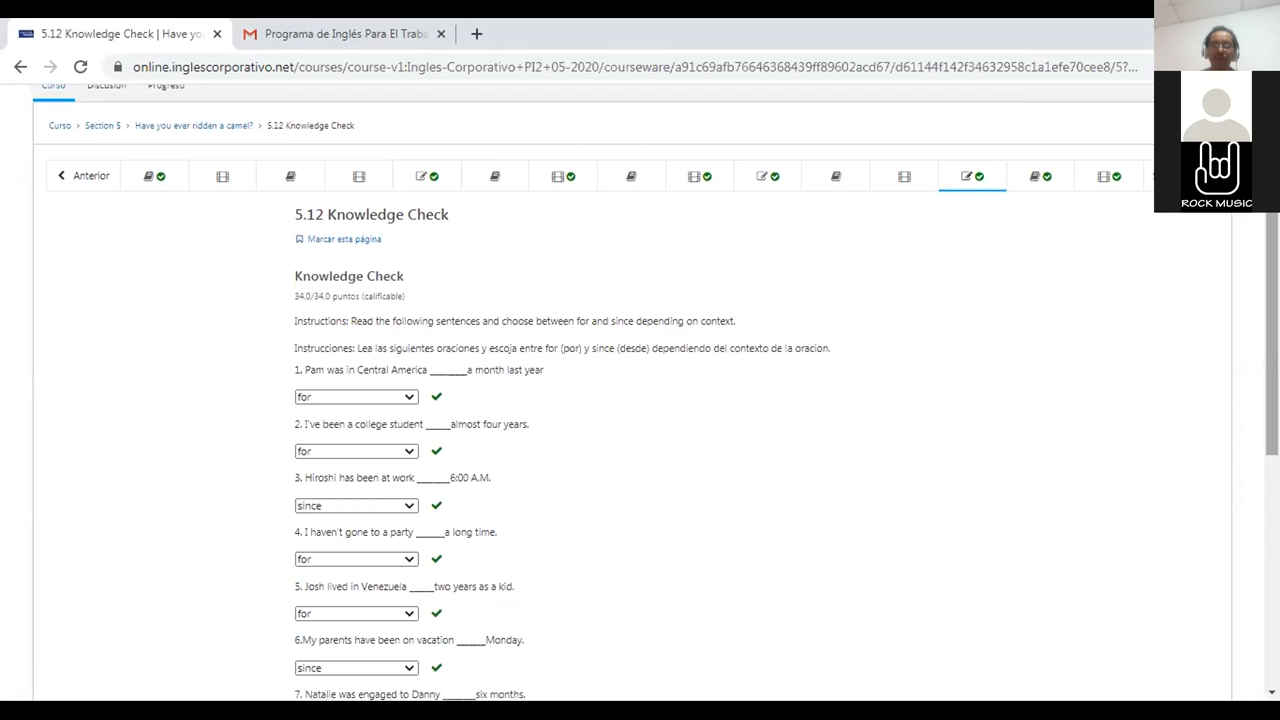 5.12 Knowledge Check | Have yo
Programa de Inglés Para El Traba
online.inglescorporativo.net/courses/course-v1:Ingles-Corporativo+PI2+05-2020/courseware/a91c69afb76646368439ff89602acd67/d61144f142f34632958c1a1efe70cee8/5?...
Curso Discusión Progreso
Curso > Section 5 > Have you ever ridden a camel? > 5.12 Knowledge Check
Anterior
5.12 Knowledge Check
Marcar esta página
Knowledge Check
34.0/34.0 puntos (calificable)
Instructions: Read the following sentences and choose between for and since depending on context.
Instrucciones: Lea las siguientes oraciones y escoja entre for (por) y since (desde) dependiendo del contexto de la oracion.
1. Pam was in Central America ________a month last year
for
2. I've been a college student _____almost four years.
for
3. Hiroshi has been at work _______6:00 A.M.
since
4. I haven't gone to a party ______a long time.
for
5. Josh lived in Venezuela _____two years as a kid.
for
6.My parents have been on vacation ______Monday.
since
7. Natalie was engaged to Danny _______six months.
ROCK MUSIC